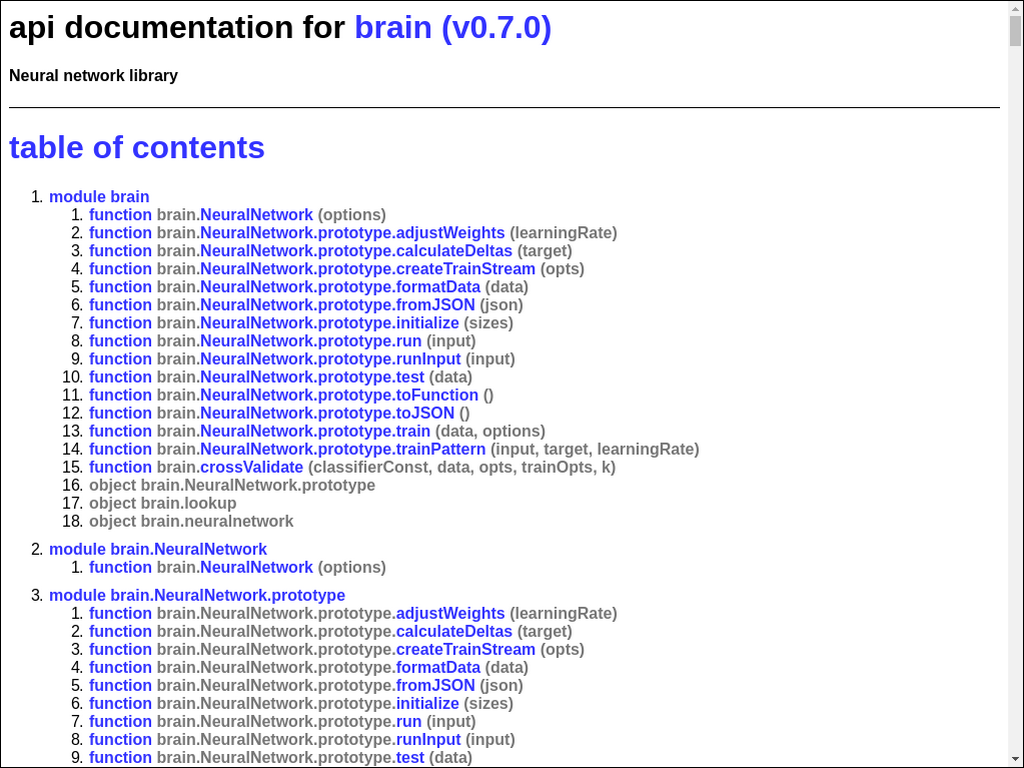 api documentation for brain (v0.7.0)
Neural network library
table of contents
1. module brain
1. function brain.NeuralNetwork (options)
2. function brain.NeuralNetwork.prototype.adjustWeights (learningRate)
3. function brain.NeuralNetwork.prototype.calculateDeltas (target)
4. function brain.NeuralNetwork.prototype.createTrainStream (opts)
5. function brain.NeuralNetwork.prototype.formatData (data)
6. function brain.NeuralNetwork.prototype.fromJSON (json)
7. function brain.NeuralNetwork.prototype.initialize (sizes)
8. function brain.NeuralNetwork.prototype.run (input)
9. function brain.NeuralNetwork.prototype.runInput (input)
10. function brain.NeuralNetwork.prototype.test (data)
11. function brain.NeuralNetwork.prototype.toFunction ()
12. function brain.NeuralNetwork.prototype.toJSON ()
13. function brain.NeuralNetwork.prototype.train (data, options)
14. function brain.NeuralNetwork.prototype.trainPattern (input, target, learningRate)
15. function brain.crossValidate (classifierConst, data, opts, trainOpts, k)
16. object brain.NeuralNetwork.prototype
17. object brain.lookup
18. object brain.neuralnetwork
2. module brain.NeuralNetwork
1. function brain.NeuralNetwork (options)
3. module brain.NeuralNetwork.prototype
1. function brain.NeuralNetwork.prototype.adjustWeights (learningRate)
2. function brain.NeuralNetwork.prototype.calculateDeltas (target)
3. function brain.NeuralNetwork.prototype.createTrainStream (opts)
4. function brain.NeuralNetwork.prototype.formatData (data)
5. function brain.NeuralNetwork.prototype.fromJSON (json)
6. function brain.NeuralNetwork.prototype.initialize (sizes)
7. function brain.NeuralNetwork.prototype.run (input)
8. function brain.NeuralNetwork.prototype.runInput (input)
9. function brain.NeuralNetwork.prototype.test (data)